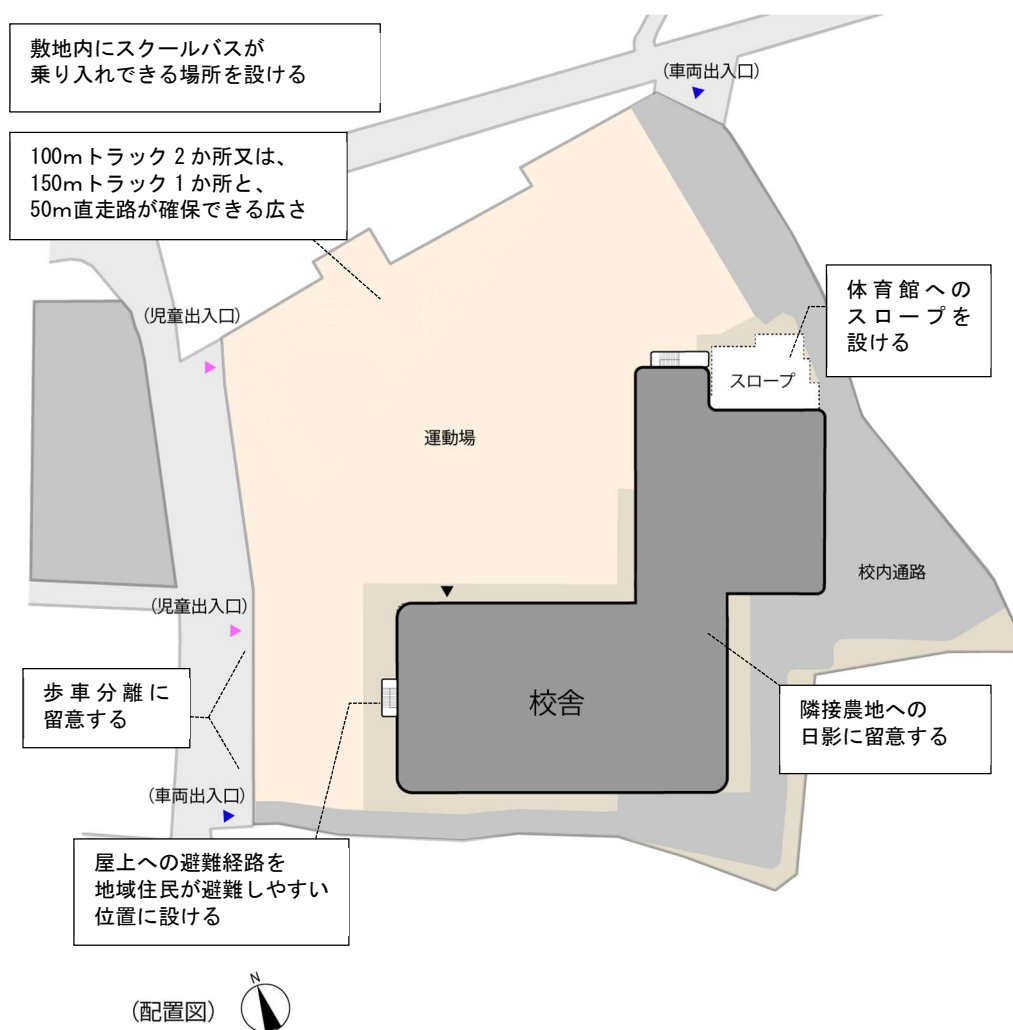 敷地内にスクールバスが
乗り入れできる場所を設ける
(車両出入口)
100mトラック 2 か所又は、
150mトラック 1 か所と、
50m直走路が確保できる広さ
体育館への
スロープを
設ける
(児童出入口)
スロープ
運動場
校内通路
(児童出入口)
歩車分離に
留意する
校舎
隣接農地への
日影に留意する
(車両出入口)
屋上への避難経路を
地域住民が避難しやすい
位置に設ける
N
(配置図)